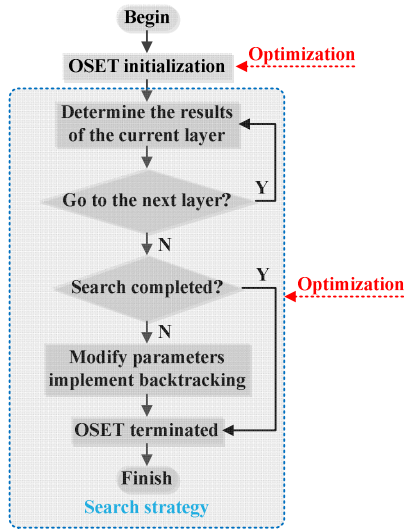 Begin
Optimization
OSET initialization
Determine the results
of the current layer
Go to the next layer?
Y
N
Search completed?
Y
Optimization
N
Modify parameters
implement backtracking
OSET terminated
Finish
Search strategy